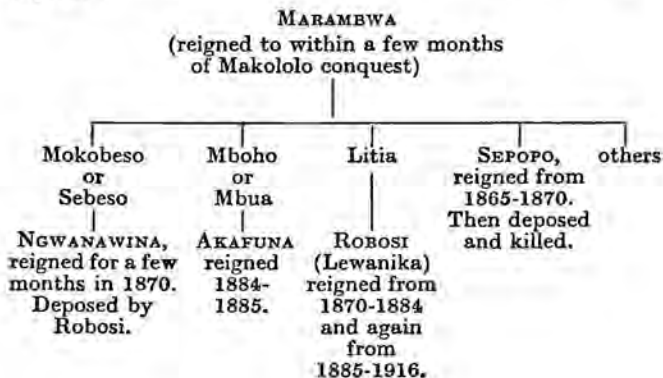 MARAMBWA
(reigned to within a few months
of Makololo conquest)
Mokobeso
or
Sebeso
NGWANAWINA,
reigned for a few
months in 1870.
Deposed by
Robosi.
Mboho
or
Mbua
AKAFUNA
reigned
1884-
1885.
Litia
ROBOSI
(Lewanika)
reigned from
1870-1884
and again
from
1885-1916.
SEPOPO,
reigned from
1865-1870.
Then deposed
and killed.
others